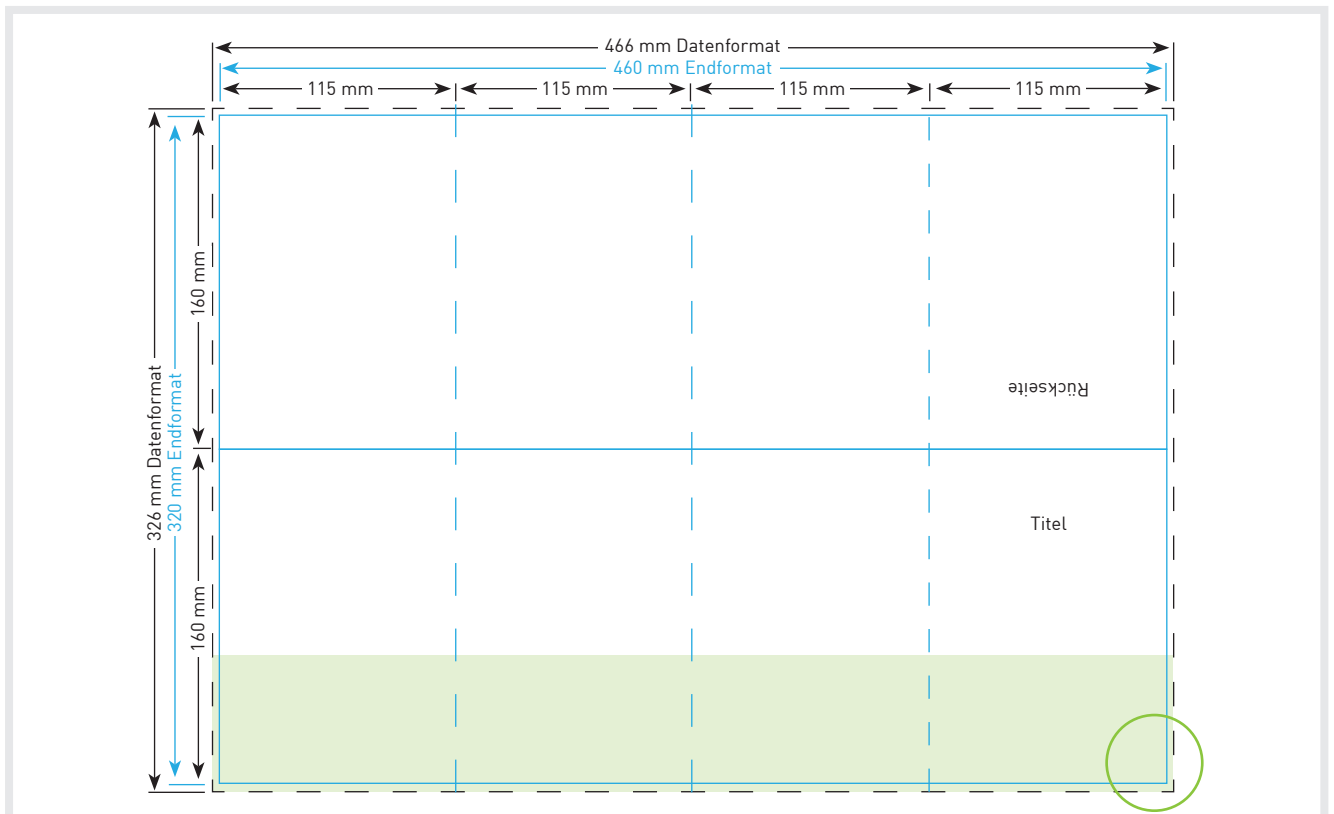 466 mm Datenformat
460 mm Endformat
115 mm
115 mm
115 mm
115 mm
326 mm Datenformat
320 mm Endformat
160 mm
160 mm
Rückseite
Titel